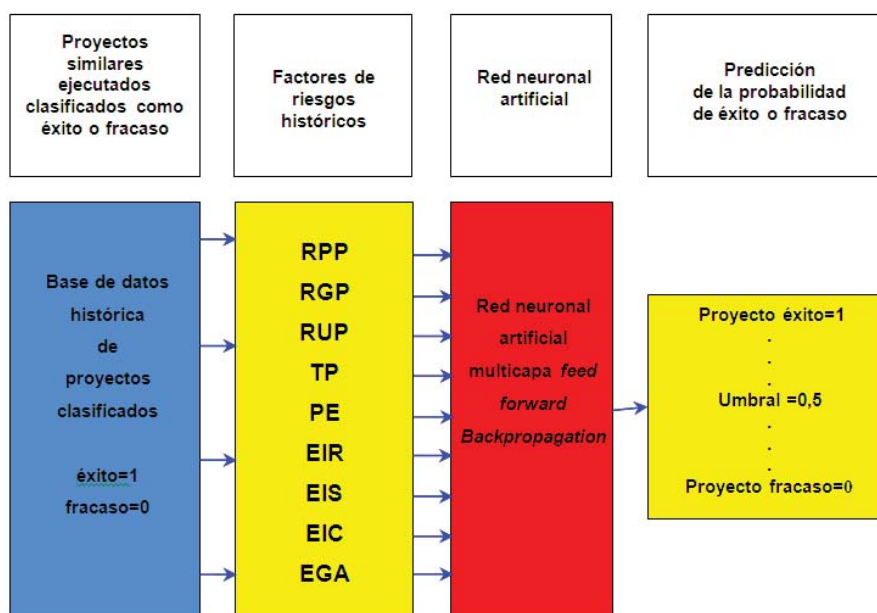 Proyectos
similares
ejecutados
clasificados como
éxito o fracaso
Factores de
riesgos
históricos
Red neuronal
artificial
Predicción
de la probabilidad
de éxito o fracaso
Base de datos
histórica
de
proyectos
clasificados
éxito=1
fracaso=0
RPP
RGP
RUP
TP
PE
EIR
EIS
EIC
EGA
Red neuronal
artificial
multicapa feed
forward
Backpropagation
Proyecto éxito=1
.
.
.
Umbral =0,5
.
.
.
Proyecto fracaso=0